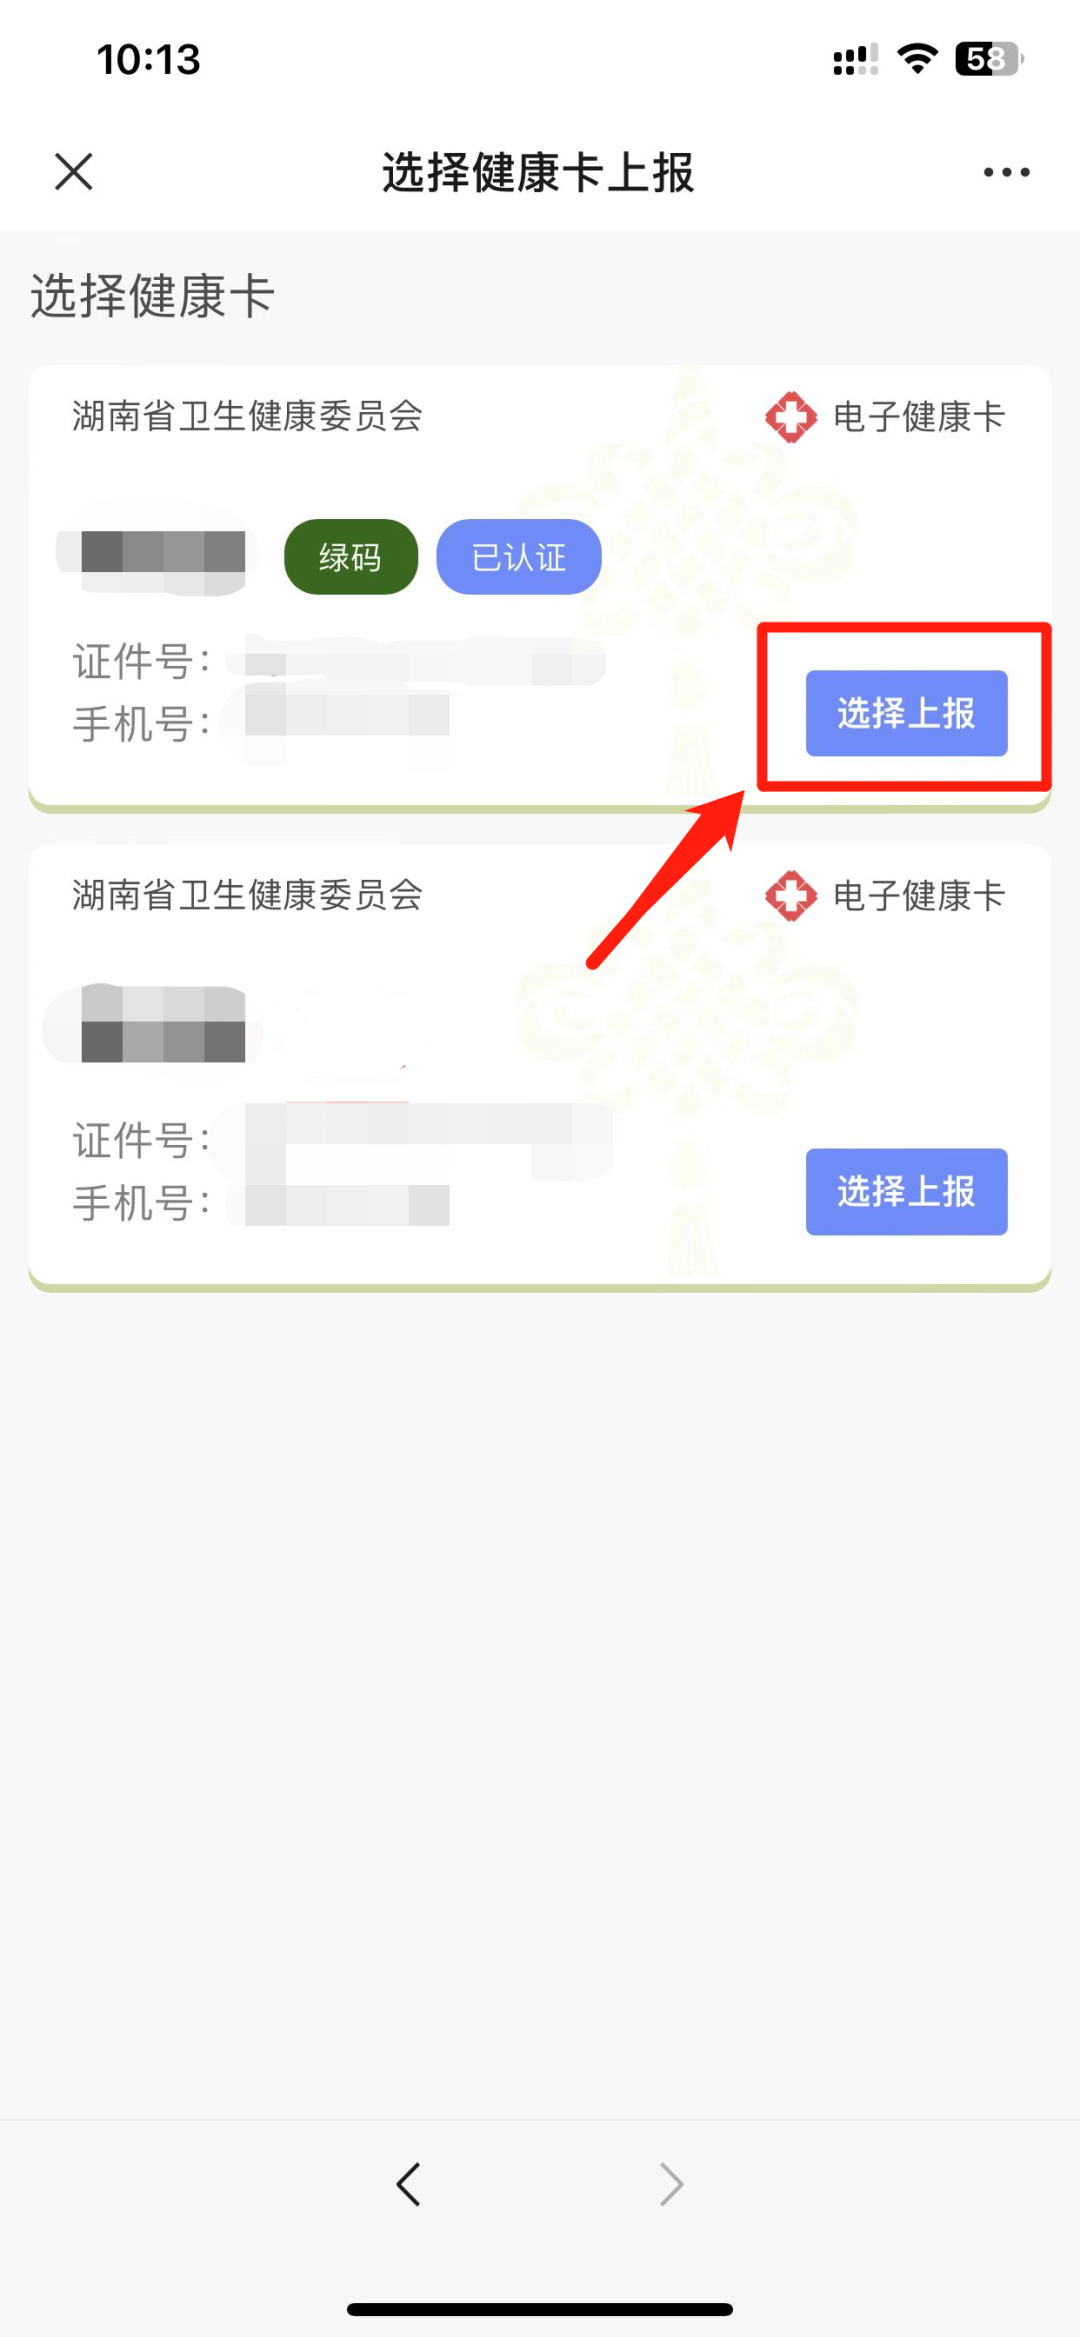 10:13
58
选择健康卡上报
选择健康卡
湖南省卫生健康委员会
电子健康卡
绿码
已认证
证件号：
手机号：
选择上报
湖南省卫生健康委员会
电子健康卡
证件号：
手机号：
选择上报